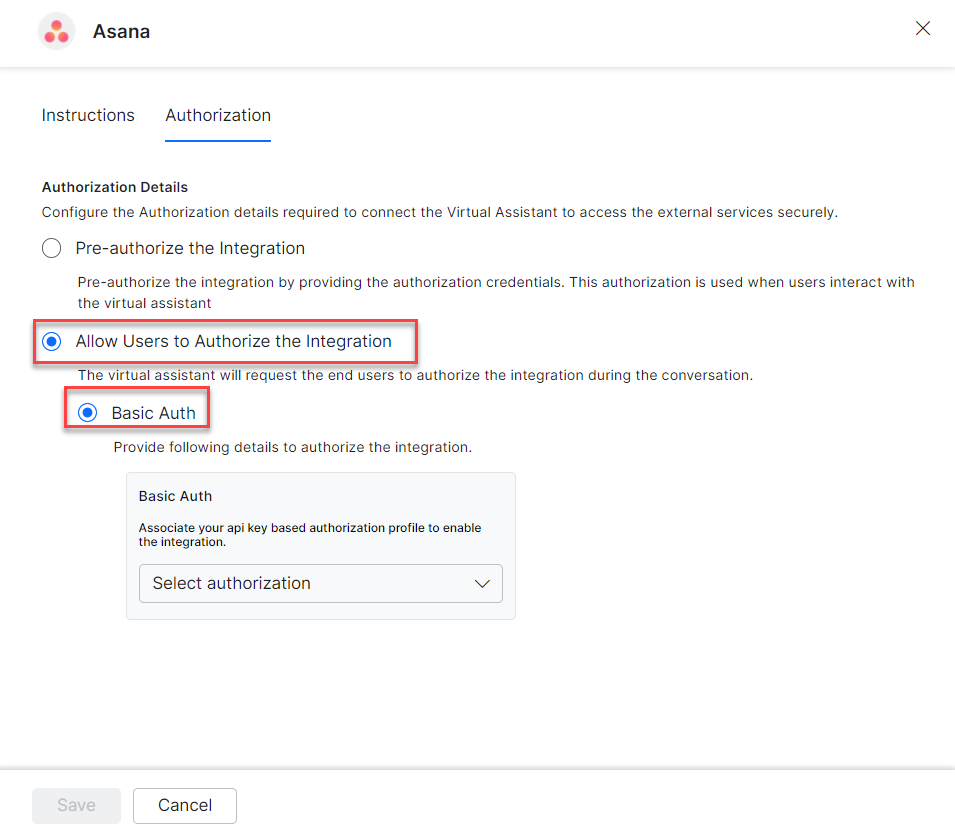 Asana
Instructions
Authorization
Authorization Details
Configure the Authorization details required to connect the Virtual Assistant to access the external services securely.
Pre-authorize the Integration
Pre-authorize the integration by providing the authorization credentials. This authorization is used when users interact with
the virtual assistant
Allow Users to Authorize the Integration
The virtual assistant will request the end users to authorize the integration during the conversation.
Basic Auth
Provide following details to authorize the integration.
Basic Auth
Associate your api key based authorization profile to enable
the integration.
Select authorization
Save
Cancel